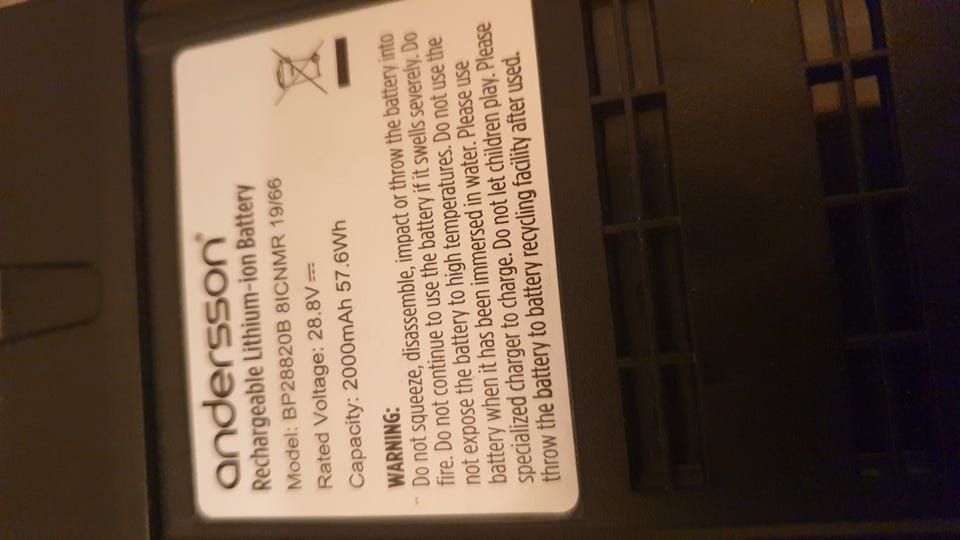 andersson®
Rechargeable Lithium-ion Battery
Model: BP28820B 8ICNMR 19/66
Rated Voltage: 28.8V⎓
Capacity: 2000mAh 57.6Wh
WARNING:
Do not squeeze, disassemble, impact or throw the battery into
fire. Do not continue to use the battery if it swells severely. Do
not expose the battery to high temperatures. Do not use the
battery when it has been immersed in water. Please use
specialized charger to charge. Do not let children play. Please
throw the battery to battery recycling facility after used.